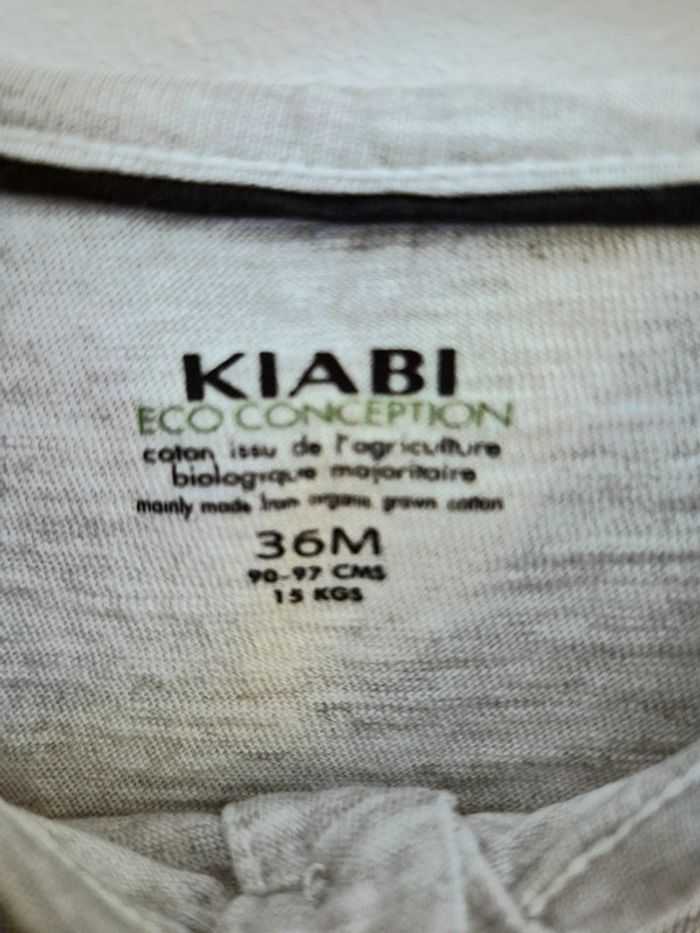 KIABI
ECO CONCEPTION
coton issu de l'agriculture
biologique majoritaire
mainly made from organic grown cotton
36M
90-97 CMS
15 KGS